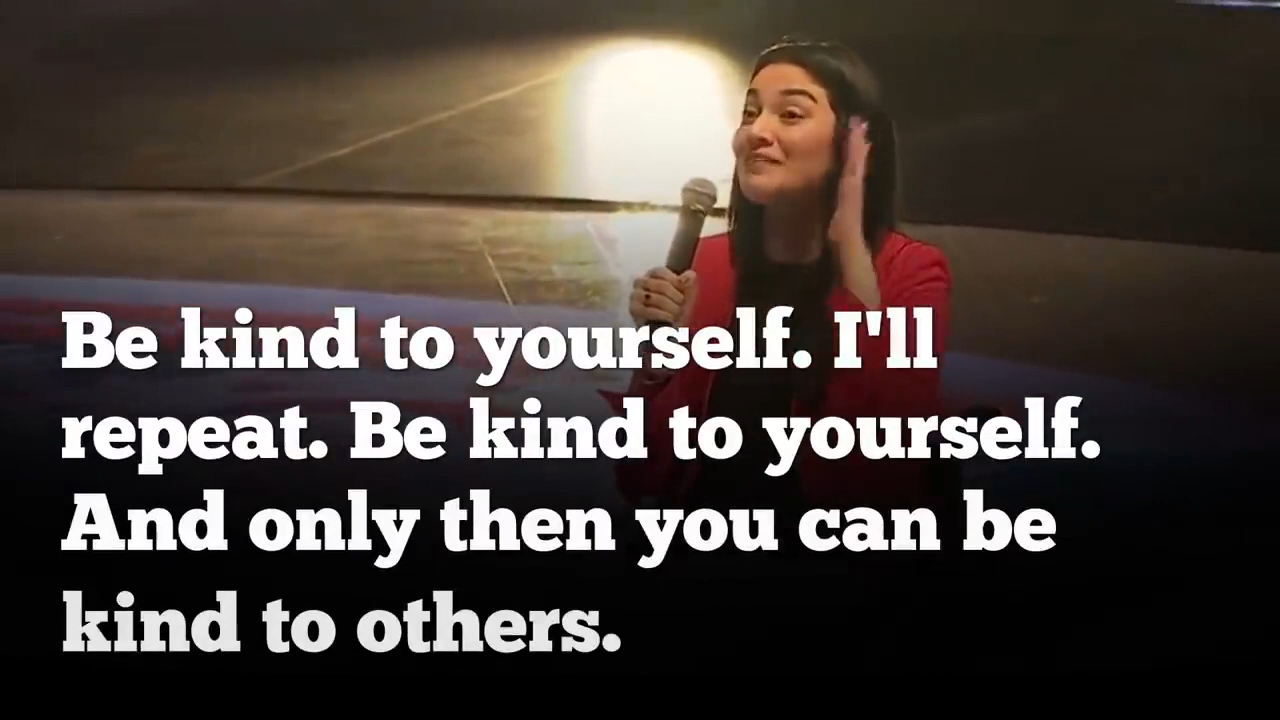 Be kind to yourself. I'll
repeat. Be kind to yourself.
And only then you can be
kind to others.